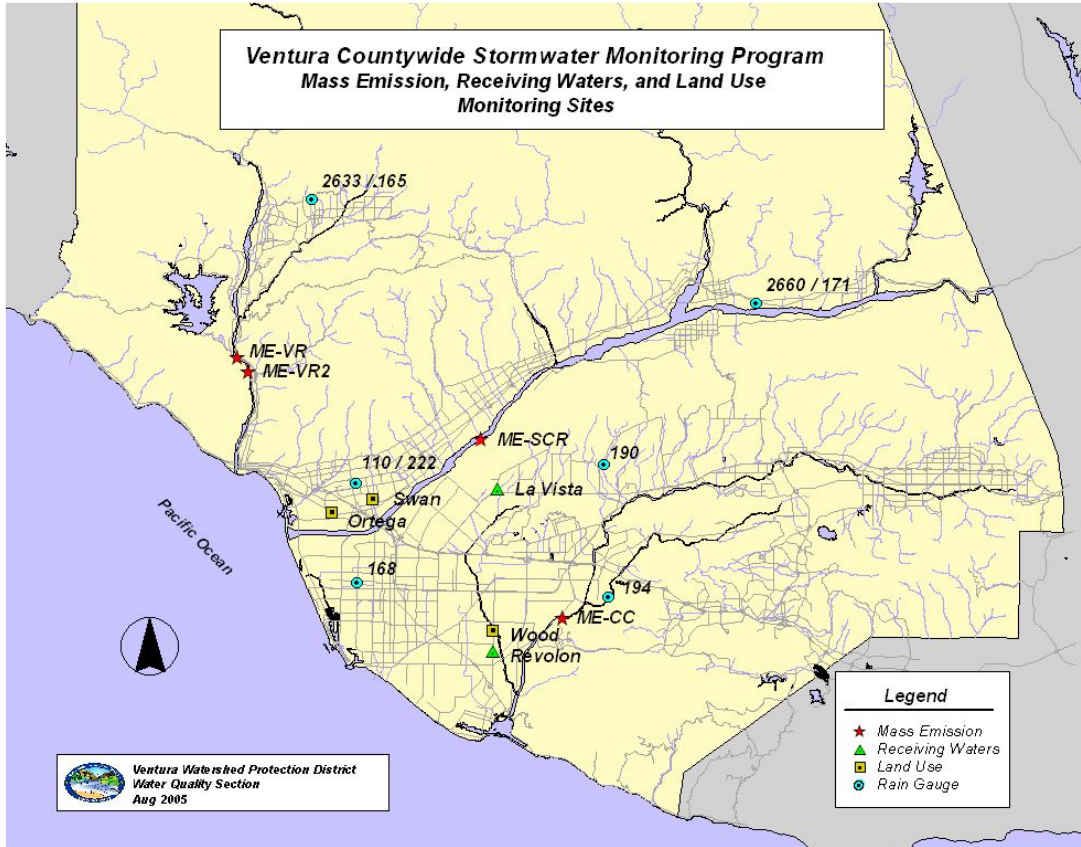 Ventura Countywide Stormwater Monitoring Program
Mass Emission, Receiving Waters, and Land Use
Monitoring Sites
2633 / 165
2660 / 171
ME-VR
ME-VR2
ME-SCR
190
110 / 222
La Vista
Swan
Ortega
Pacific Ocean
168
194
ME-CC
Wood
Revolon
Legend
Mass Emission
Receiving Waters
Land Use
Rain Gauge
Ventura Watershed Protection District
Water Quality Section
Aug 2005